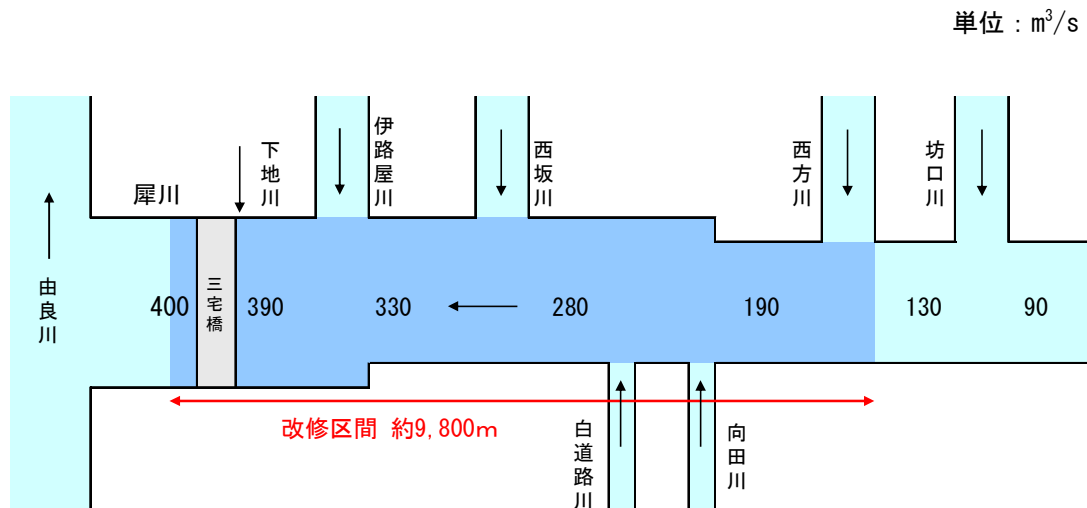 単位：m³/s
下地川
伊路屋川
西坂川
西方川
坊口川
犀川
由良川
三宅橋
400
390
330
280
190
130
90
改修区間 約9,800m
白道路川
向田川